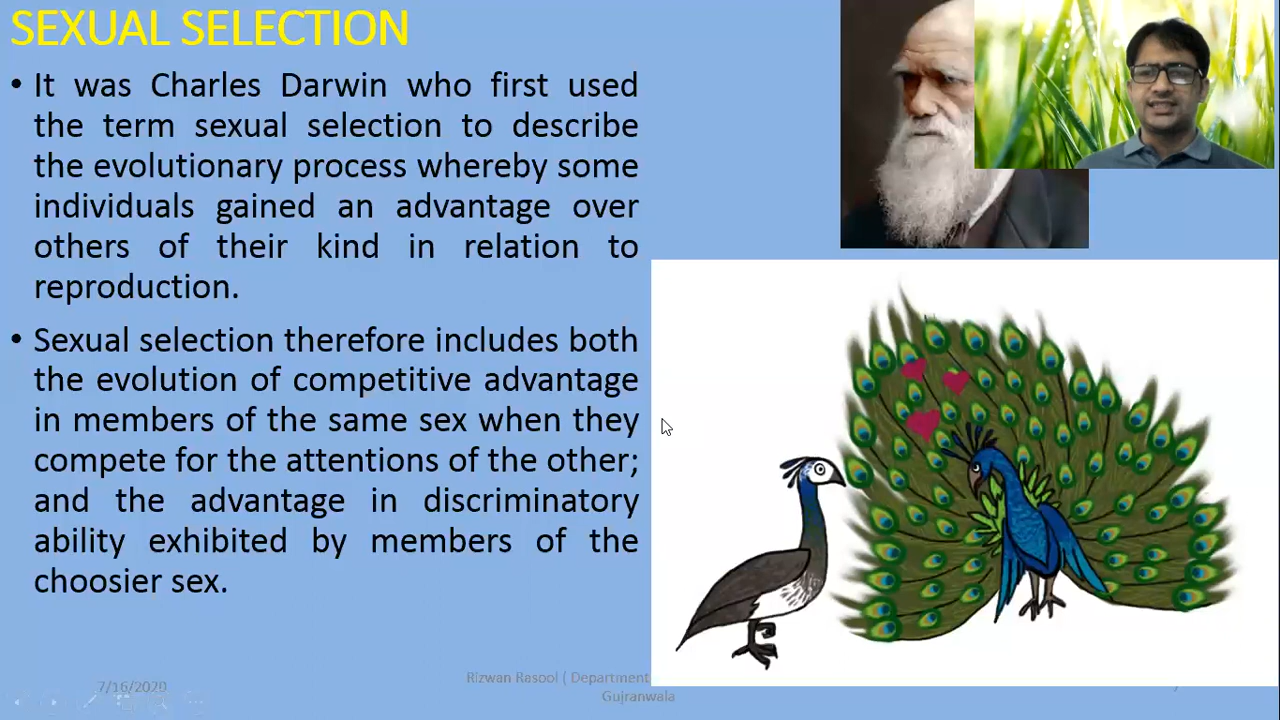 SEXUAL SELECTION
• It was Charles Darwin who first used
the term sexual selection to describe
the evolutionary process whereby some
individuals gained an advantage over
others of their kind in relation to
reproduction.
• Sexual selection therefore includes both
the evolution of competitive advantage
in members of the same sex when they
compete for the attentions of the other;
and the advantage in discriminatory
ability exhibited by members of the
choosier sex.
7/16/2020
Rizwan Rasool ( Department
Gujranwala